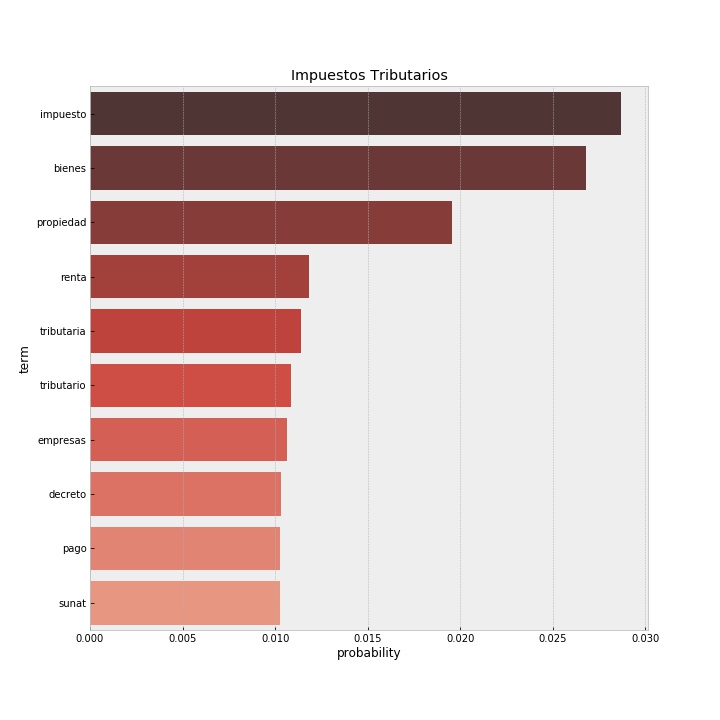 Impuestos Tributarios
impuesto
bienes
propiedad
renta
tributaria
tributario
empresas
decreto
pago
sunat
term
0.000 0.005 0.010 0.015 0.020 0.025 0.030
probability